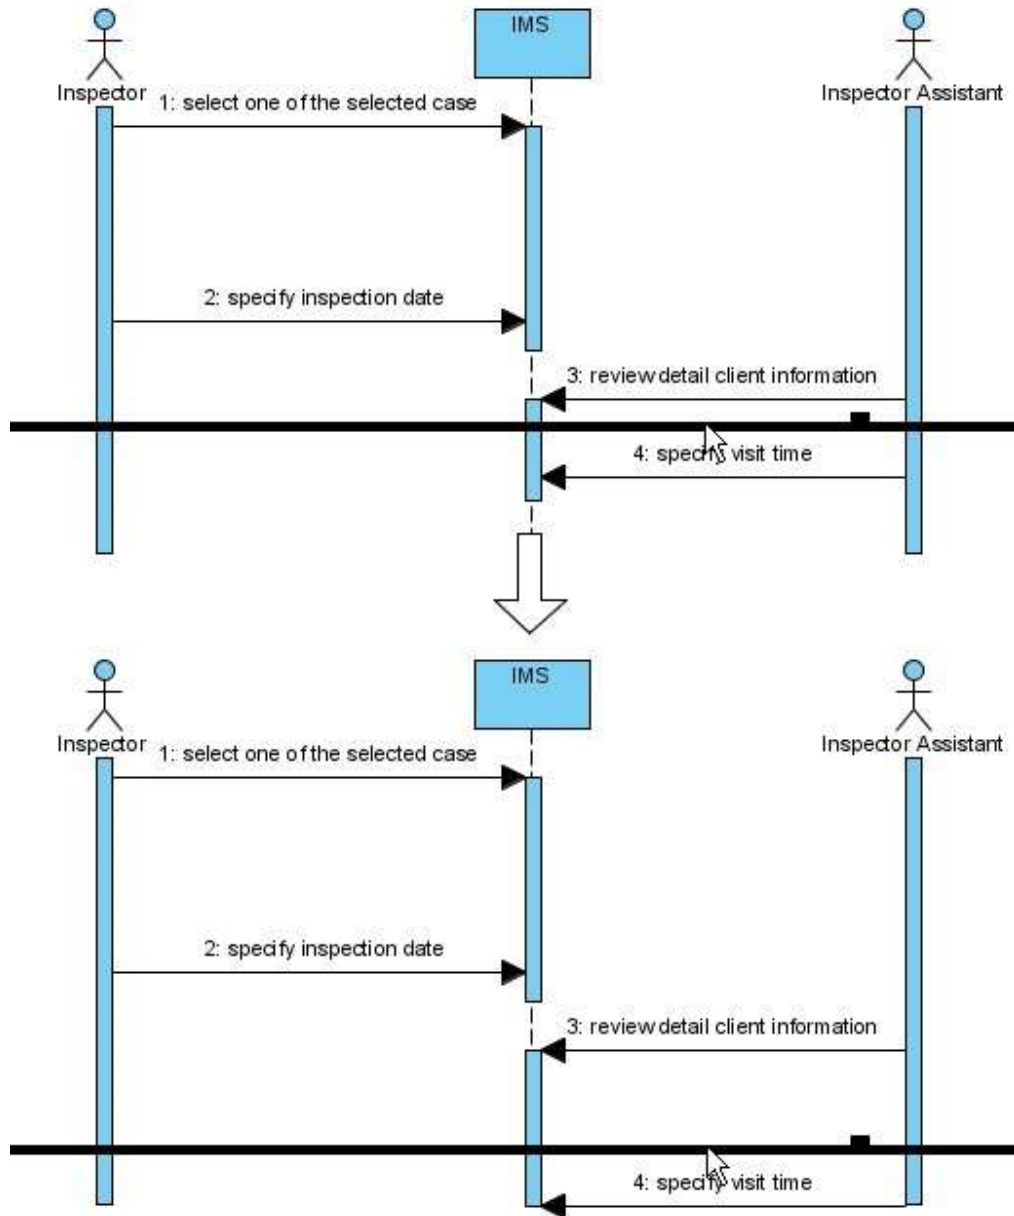 IMS
Inspector
Inspector Assistant
1: select one of the selected case
2: specify inspection date
3: review detail client information
4: specify visit time
IMS
Inspector
Inspector Assistant
1: select one of the selected case
2: specify inspection date
3: review detail client information
4: specify visit time